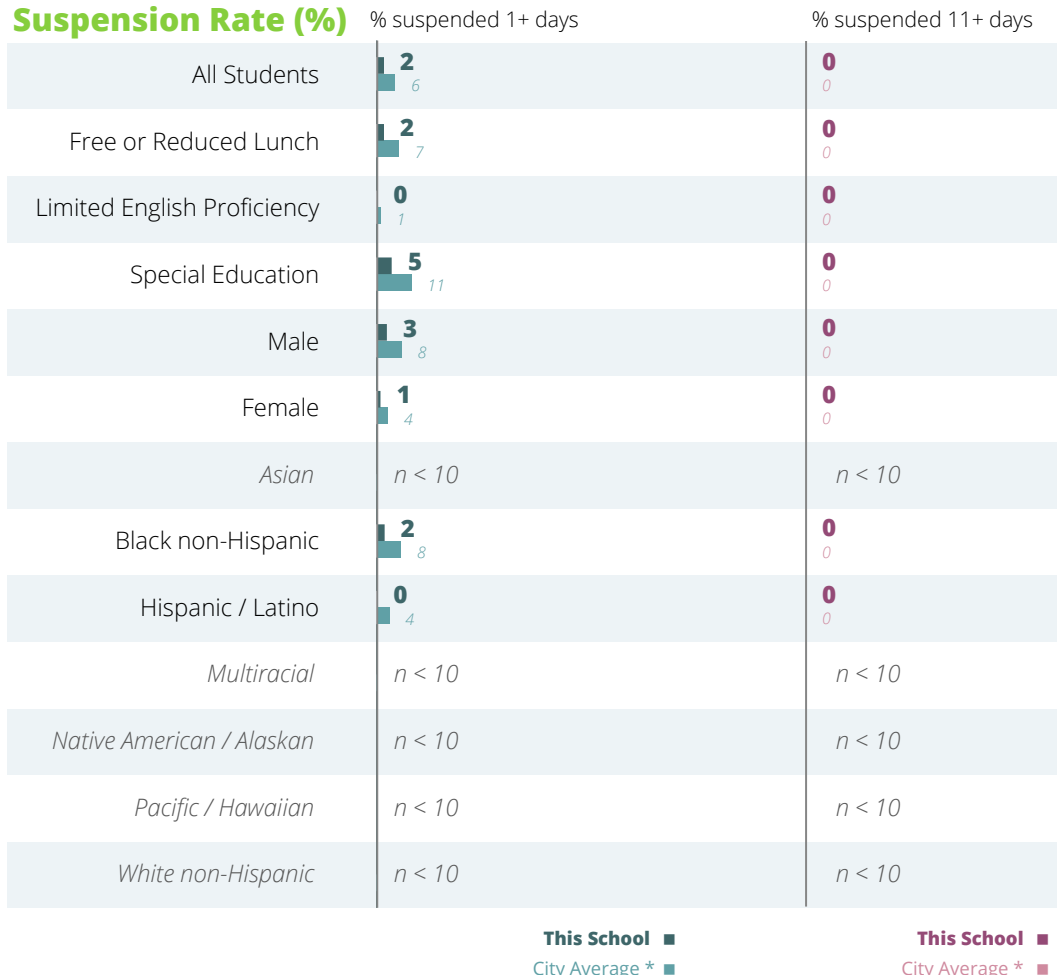 Suspension Rate (%) % suspended 1+ days % suspended 11+ days
All Students 2 6 0 0
Free or Reduced Lunch 2 7 0 0
Limited English Proficiency 0 1 0 0
Special Education 5 11 0 0
Male 3 8 0 0
Female 1 4 0 0
Asian n < 10 n < 10
Black non-Hispanic 2 8 0 0
Hispanic / Latino 0 4 0 0
Multiracial n < 10 n < 10
Native American / Alaskan n < 10 n < 10
Pacific / Hawaiian n < 10 n < 10
White non-Hispanic n < 10 n < 10
This School This School
City Average * City Average *